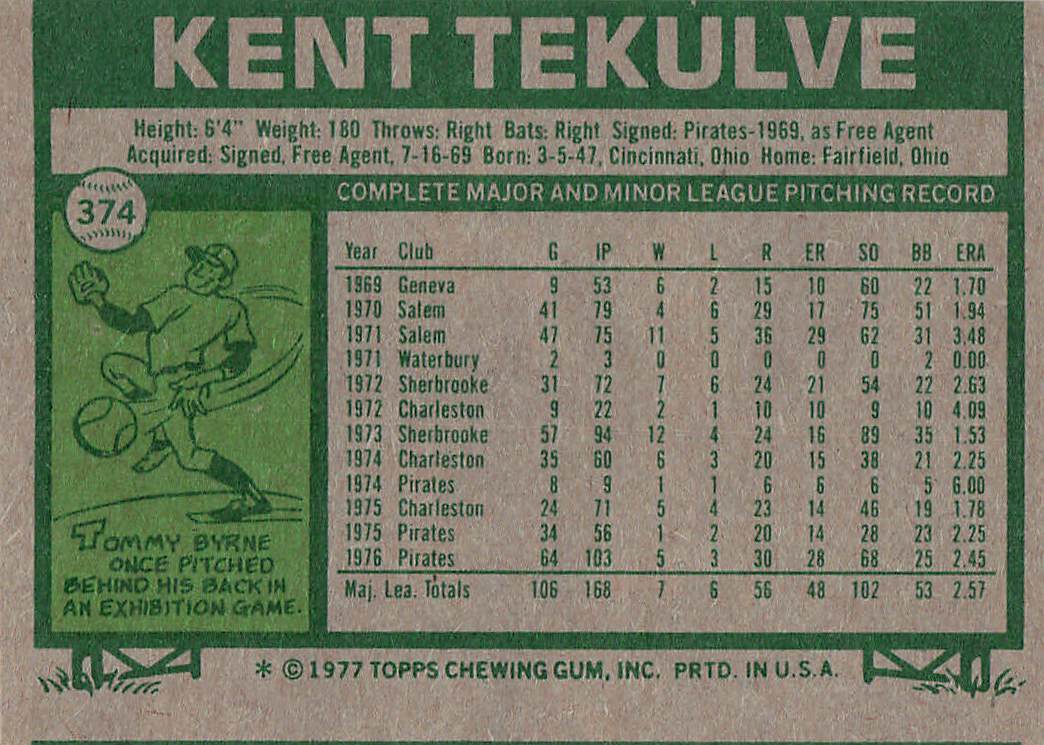 KENT TEKULVE
Height: 6'4" Weight: 180 Throws: Right Bats: Right Signed: Pirates-1969, as Free Agent
Acquired: Signed, Free Agent, 7-16-69 Born: 3-5-47, Cincinnati, Ohio Home: Fairfield, Ohio
374
COMPLETE MAJOR AND MINOR LEAGUE PITCHING RECORD
Year Club G IP W L R ER SO BB ERA
1969 Geneva 9 53 6 2 15 10 60 22 1.70
1970 Salem 41 79 4 6 29 17 75 51 1.94
1971 Salem 47 75 11 5 36 29 62 31 3.48
1971 Waterbury 2 3 0 0 0 0 0 2 0.00
1972 Sherbrooke 31 72 7 6 24 21 54 22 2.63
1972 Charleston 9 22 2 1 10 10 9 10 4.09
1973 Sherbrooke 57 94 12 4 24 16 89 35 1.53
1974 Charleston 35 60 6 3 20 15 38 21 2.25
1974 Pirates 8 9 1 1 6 6 6 5 6.00
1975 Charleston 24 71 5 4 23 14 46 19 1.78
1975 Pirates 34 56 1 2 20 14 28 23 2.25
1976 Pirates 64 103 5 3 30 28 68 25 2.45
Maj. Lea. Totals 106 168 7 6 56 48 102 53 2.57
TOMMY BYRNE
ONCE PITCHED
BEHIND HIS BACK IN
AN EXHIBITION GAME.
* © 1977 TOPPS CHEWING GUM, INC. PRTD. IN U.S.A.